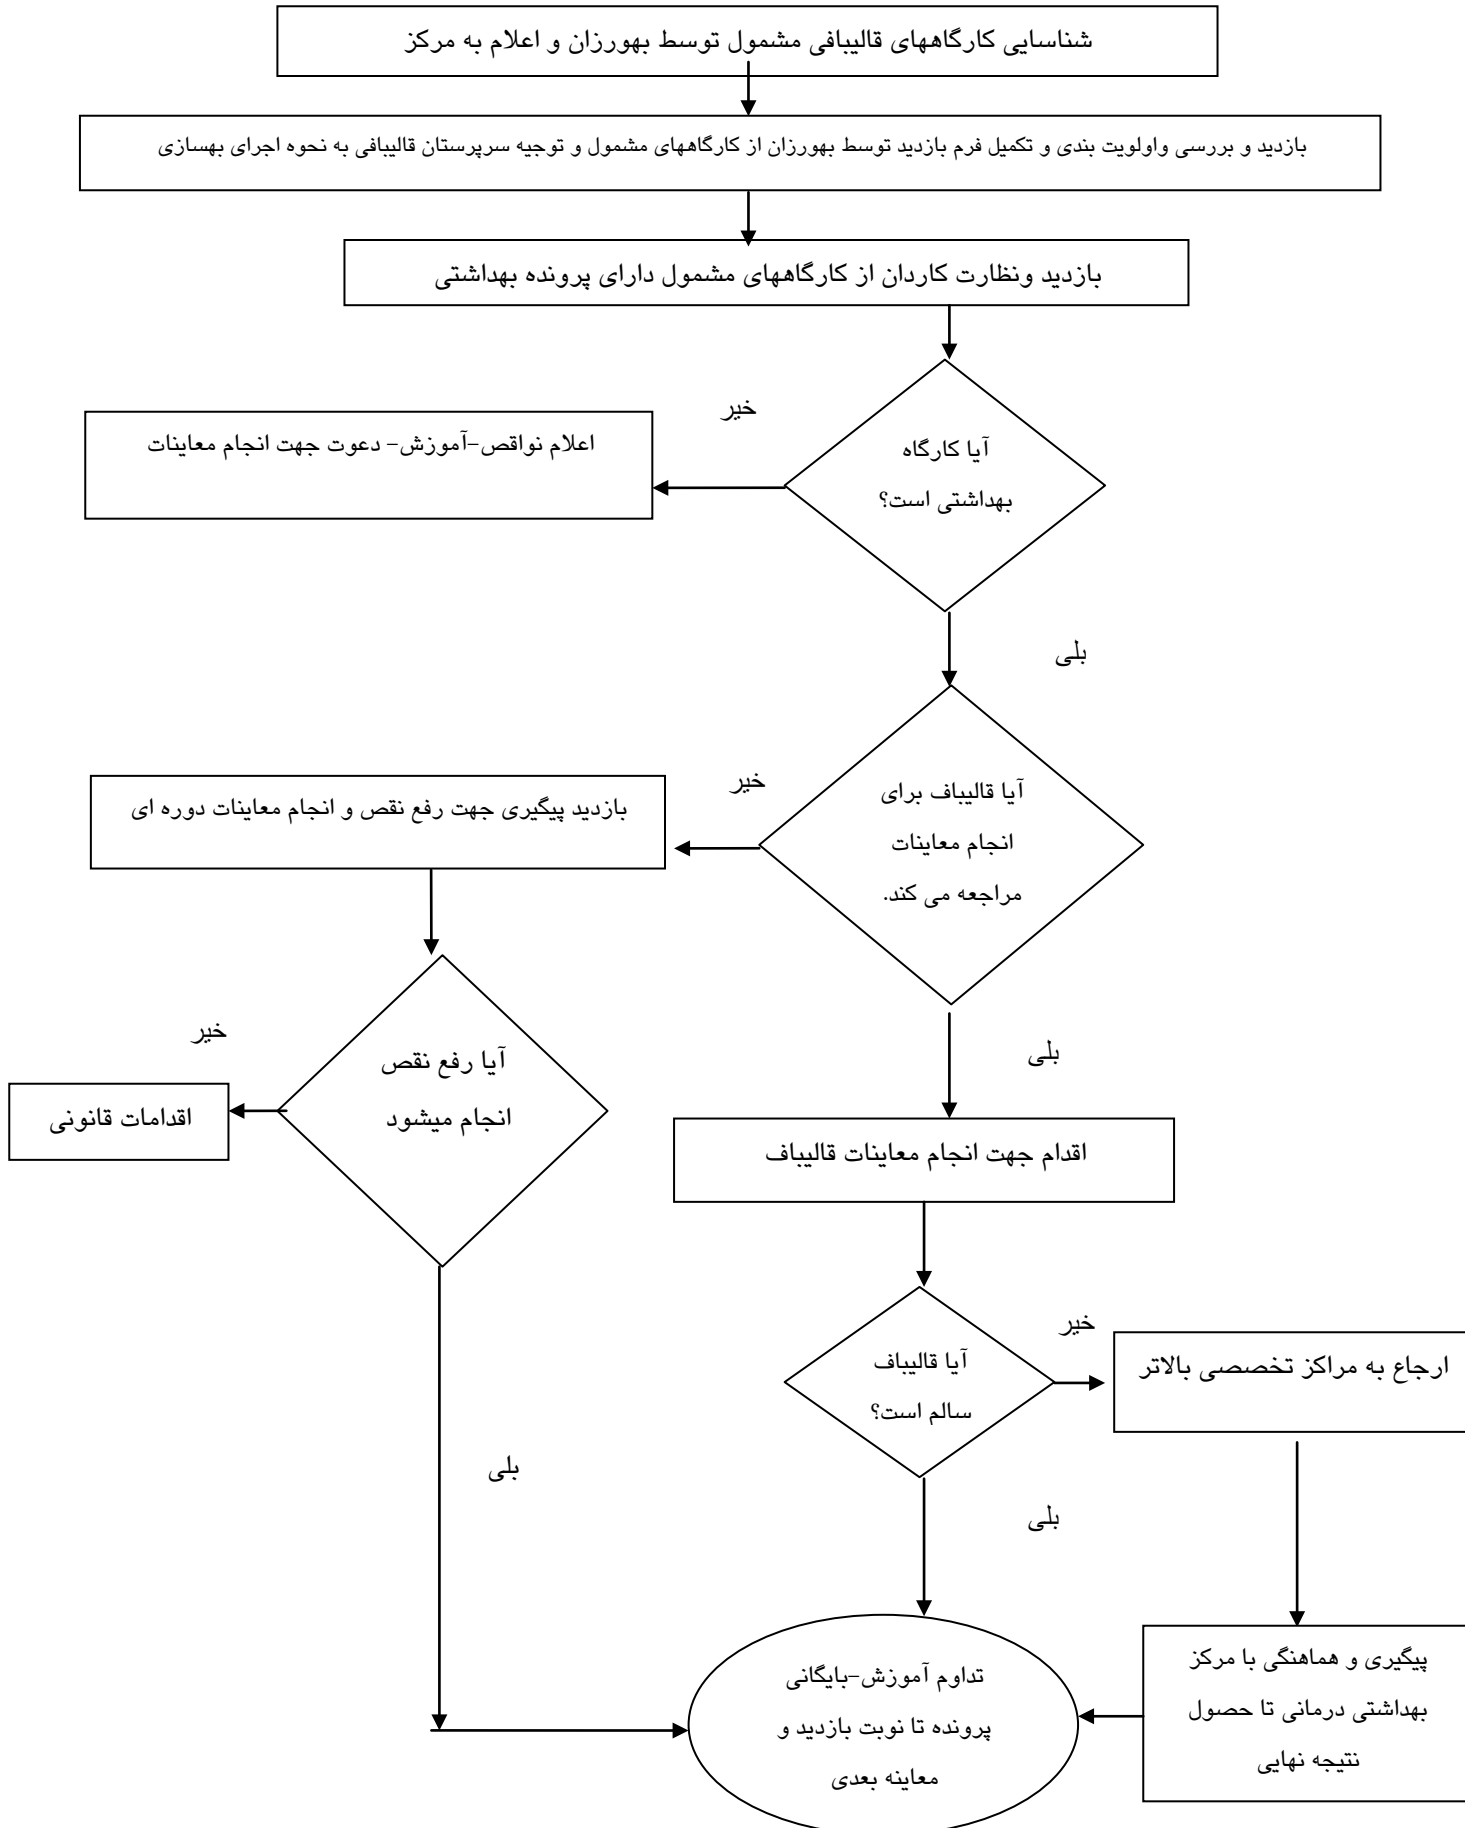 شناسایی کارگاههای قالیبافی مشمول توسط بهورزان و اعلام به مرکز
بازدید و بررسی واولویت بندی و تکمیل فرم بازدید توسط بهورزان از کارگاههای مشمول و توجیه سرپرستان قالیبافی به نحوه اجرای بهسازی
بازدید ونظارت کاردان از کارگاههای مشمول دارای پرونده بهداشتی
آیا کارگاه
بهداشتی است؟
خیر
اعلام نواقص-آموزش- دعوت جهت انجام معاینات
بلی
آیا قالیباف برای
انجام معاینات
مراجعه می کند.
خیر
بازدید پیگیری جهت رفع نقص و انجام معاینات دوره ای
آیا رفع نقص
انجام میشود
خیر
اقدامات قانونی
بلی
بلی
اقدام جهت انجام معاینات قالیباف
آیا قالیباف
سالم است؟
خیر
ارجاع به مراکز تخصصی بالاتر
بلی
پیگیری و هماهنگی با مرکز
بهداشتی درمانی تا حصول
نتیجه نهایی
تداوم آموزش-بایگانی
پرونده تا نوبت بازدید و
معاینه بعدی